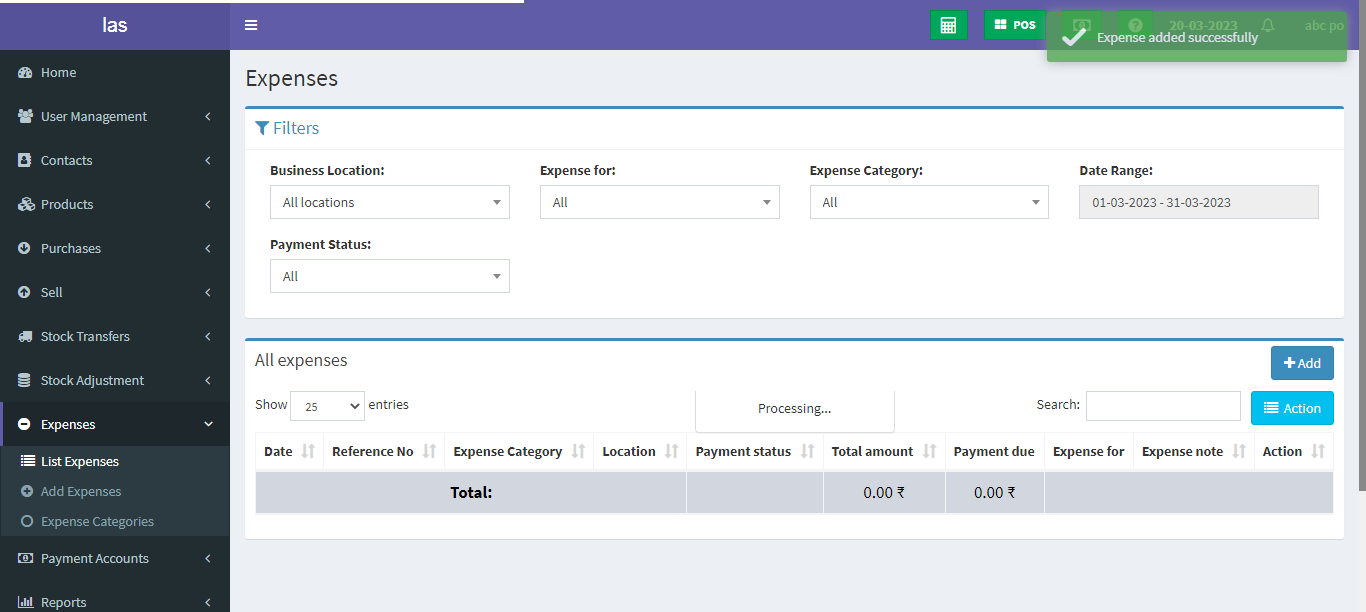 las
POS
20-03-2023
abc po
Expense added successfully
Home
User Management
Contacts
Products
Purchases
Sell
Stock Transfers
Stock Adjustment
Expenses
List Expenses
Add Expenses
Expense Categories
Payment Accounts
Reports
Expenses
Filters
Business Location:
Expense for:
Expense Category:
Date Range:
All locations
All
All
01-03-2023 - 31-03-2023
Payment Status:
All
All expenses
Add
Show 25 entries
Processing...
Search:
Action
Date Reference No Expense Category Location Payment status Total amount Payment due Expense for Expense note Action
Total: 0.00 ₹ 0.00 ₹